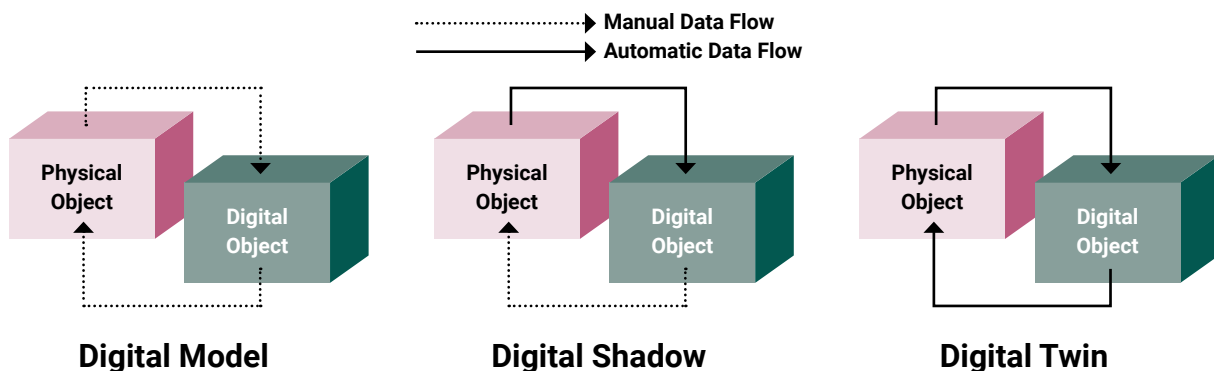 Manual Data Flow
Automatic Data Flow
Physical
Object
Digital
Object
Digital Model
Physical
Object
Digital
Object
Digital Shadow
Physical
Object
Digital
Object
Digital Twin